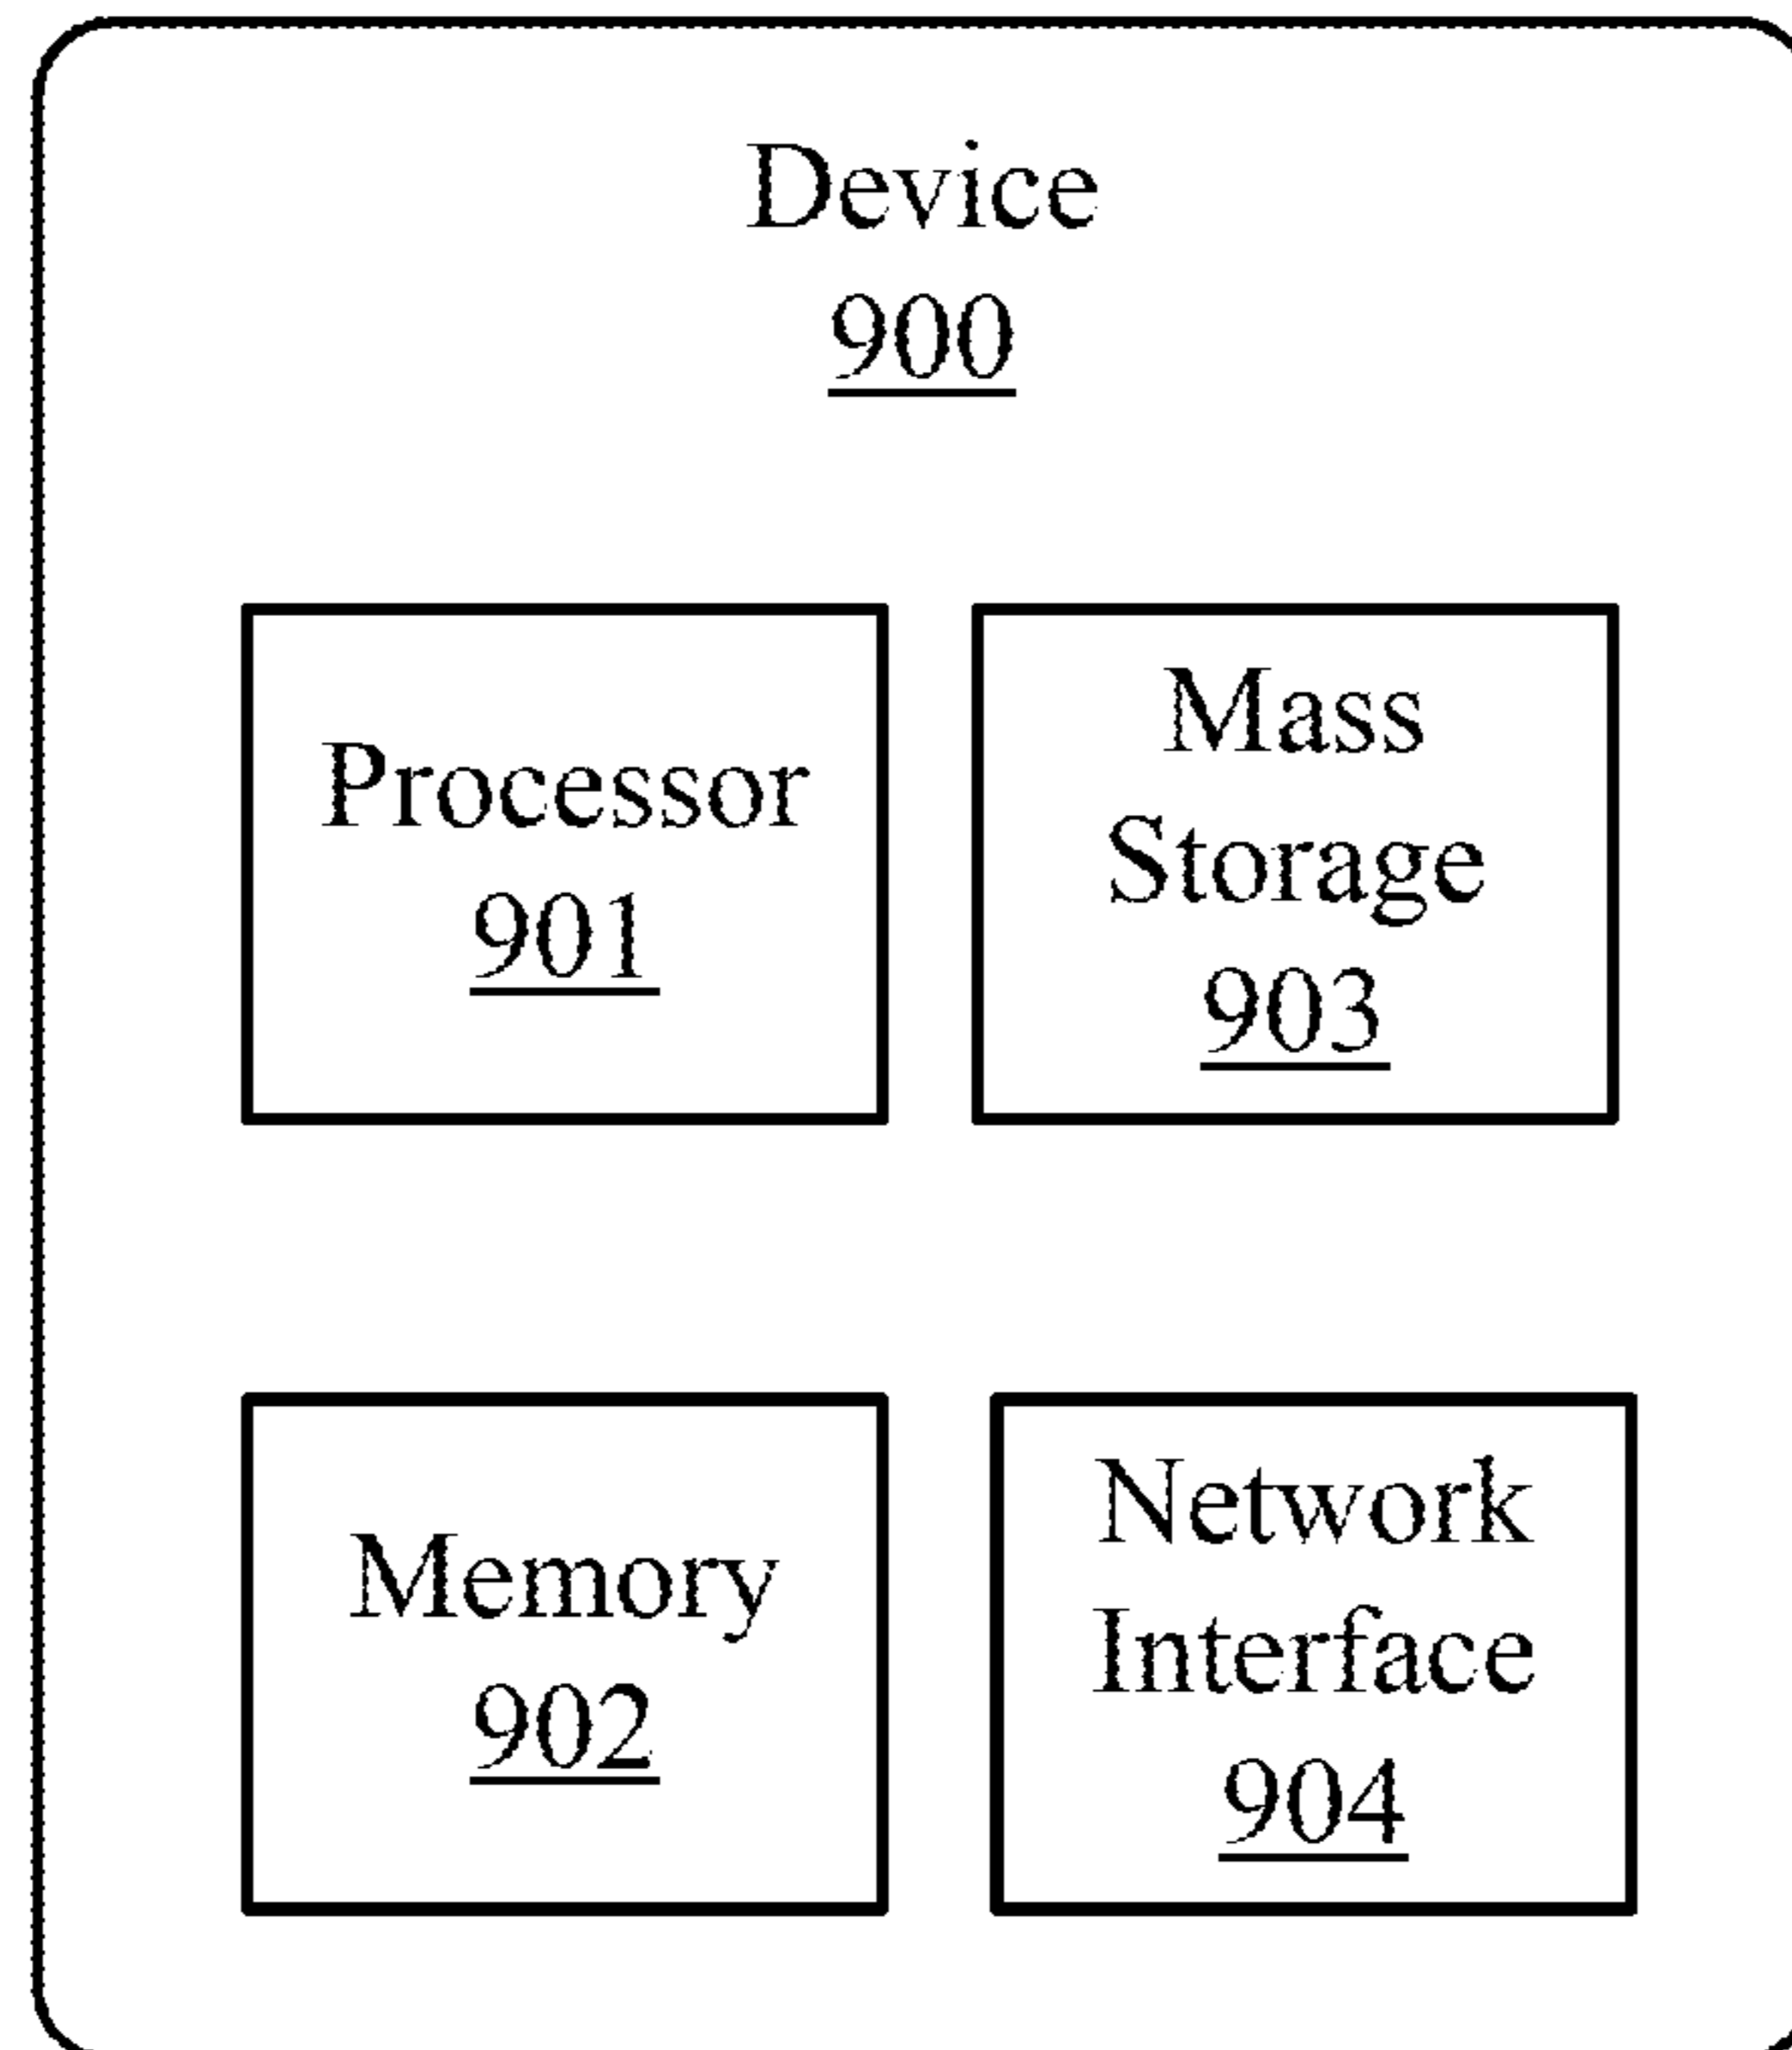 Device
900
Processor
901
Mass
Storage
903
Memory
902
Network
Interface
904